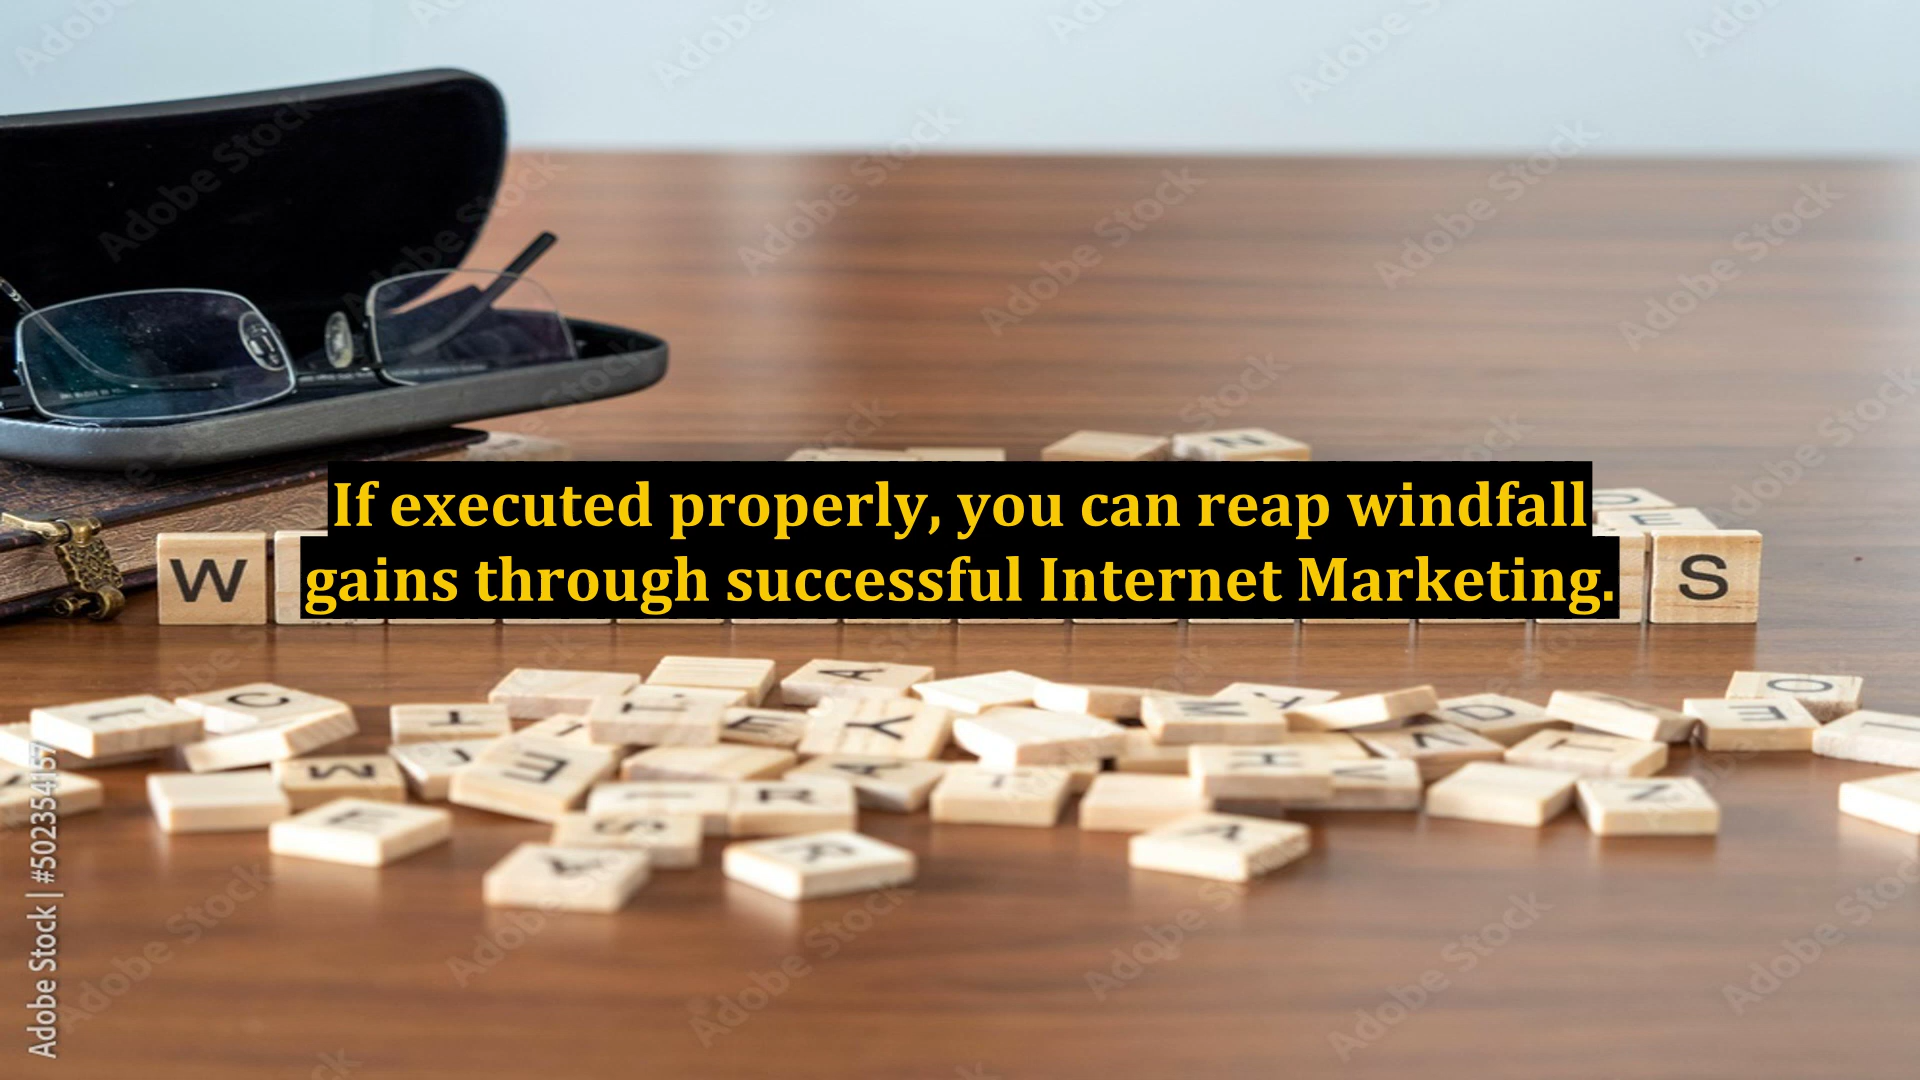 If executed properly, you can reap windfall
gains through successful Internet Marketing.
W
S
Adobe Stock | #502354157